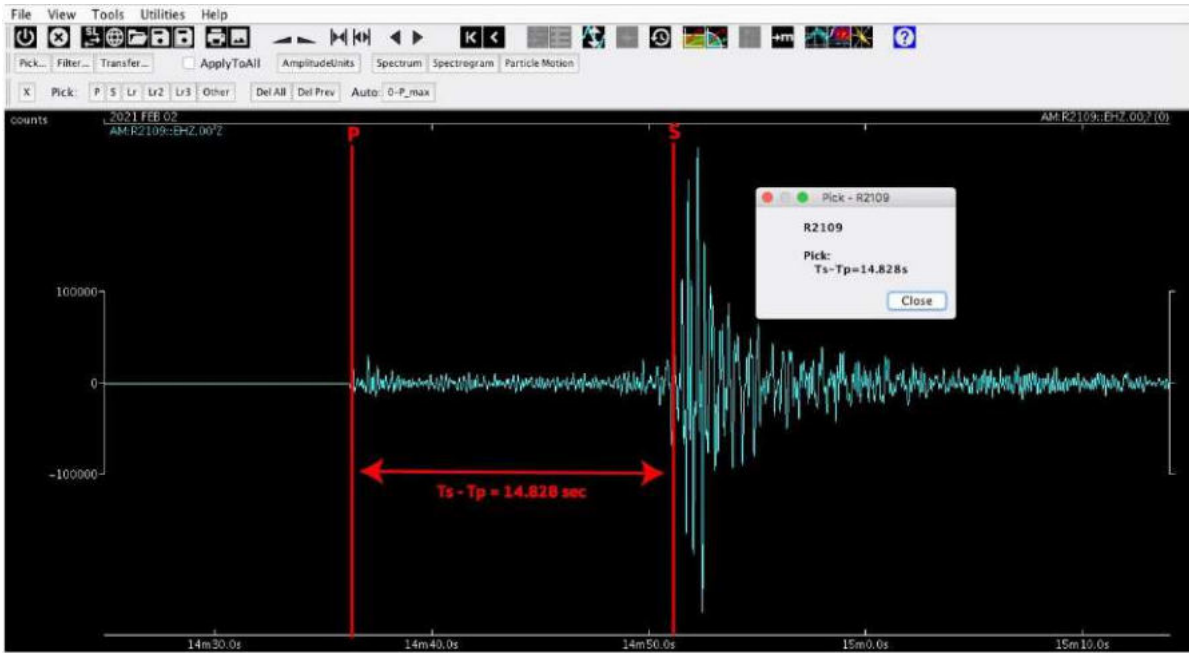 File View Tools Utilities Help
SL
→m
?
Pick... Filter... Transfer... ApplyToAll AmplitudeUnits Spectrum Spectrogram Particle Motion
X Pick: P S Lr Lr2 Lr3 Other Del All Del Prev Auto: 0-P_max
counts 2021 FEB 02 AM:R2109::EHZ.00,? (0)
AM:R2109::EHZ.00'Z
P S
Pick - R2109
R2109
Pick:
Ts-Tp=14.828s
Close
100000
0
-100000
Ts - Tp = 14.828 sec
14m30.0s 14m40.0s 14m50.0s 15m0.0s 15m10.0s